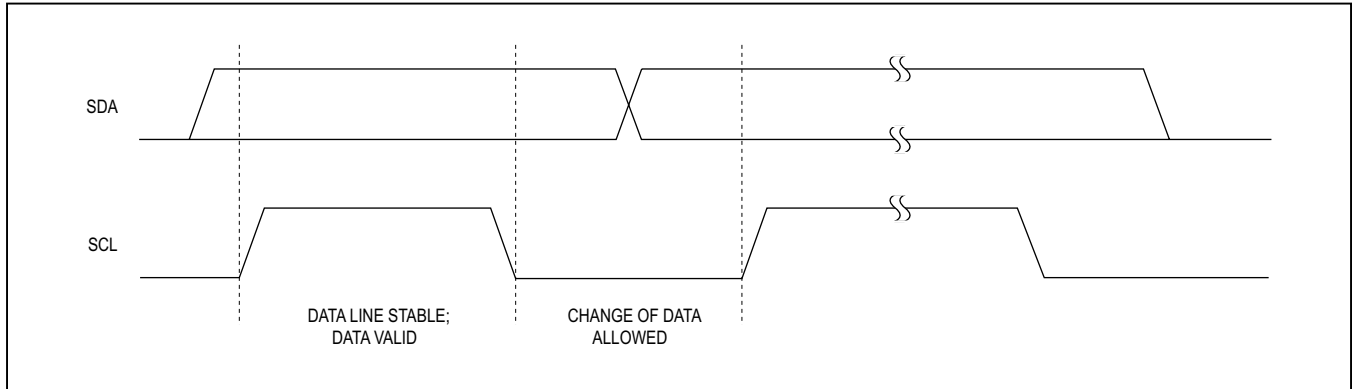 SDA
SCL
DATA LINE STABLE;
DATA VALID
CHANGE OF DATA
ALLOWED